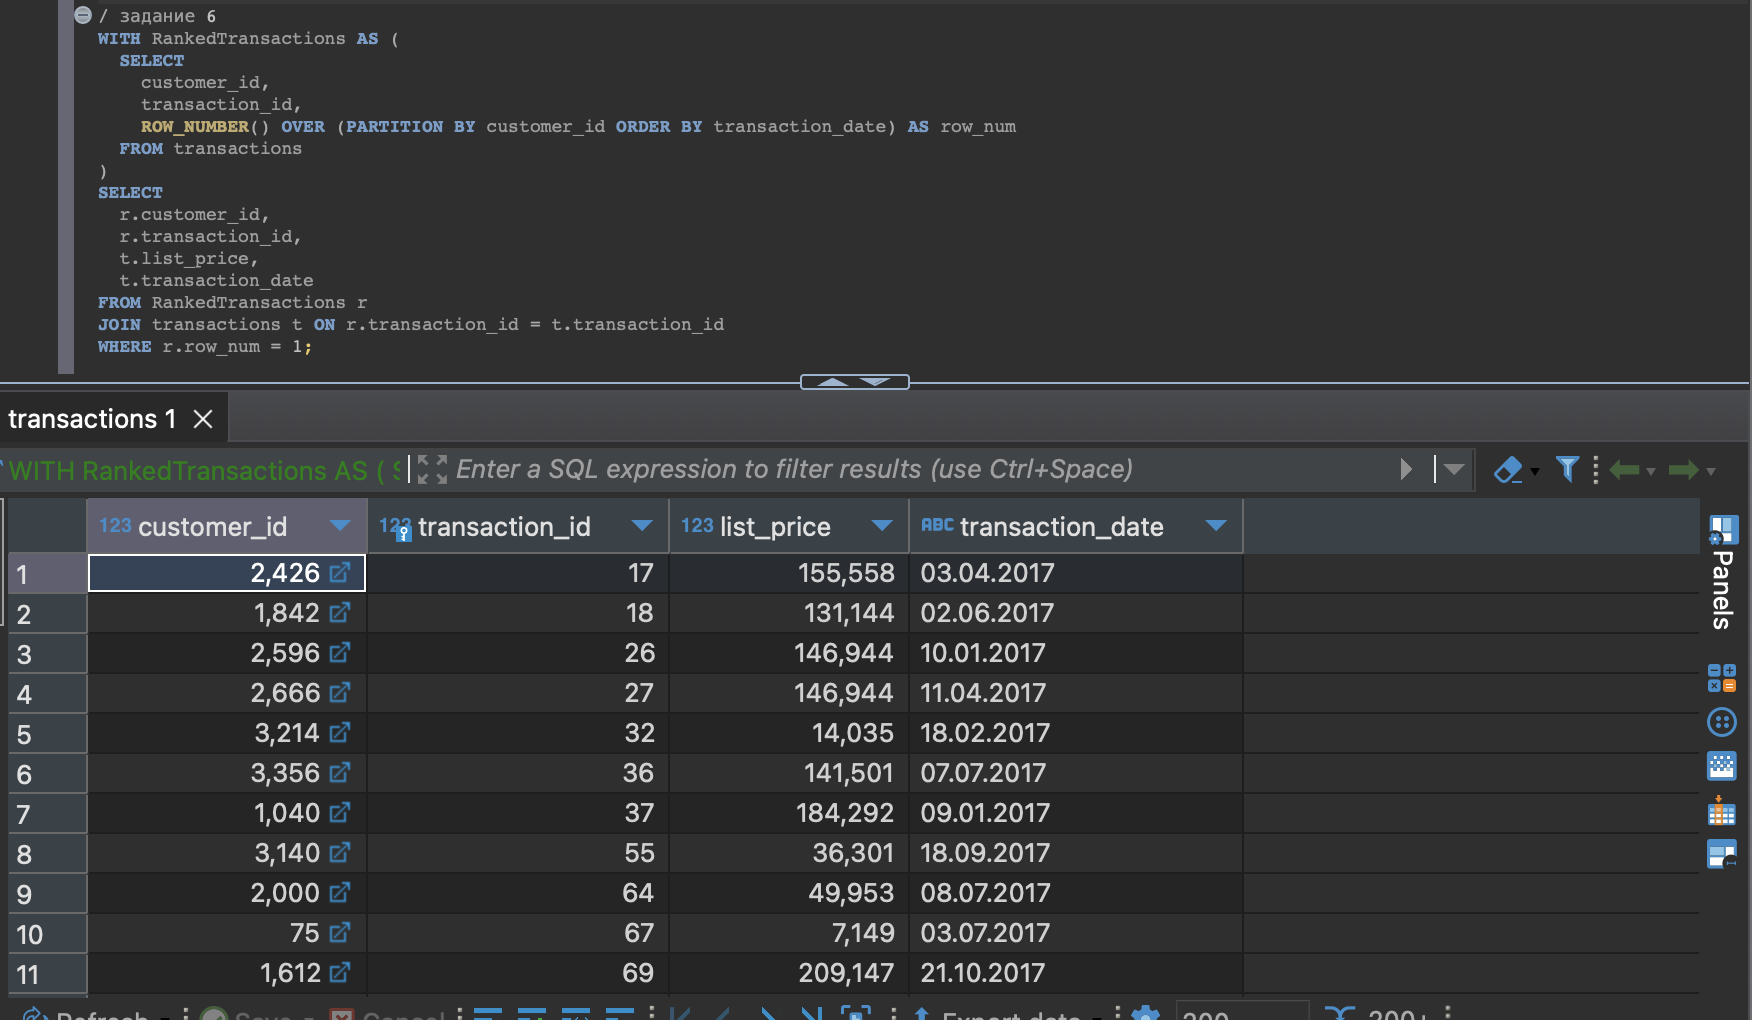 / задание 6
WITH RankedTransactions AS (
SELECT
customer_id,
transaction_id,
ROW_NUMBER() OVER (PARTITION BY customer_id ORDER BY transaction_date) AS row_num
FROM transactions
)
SELECT
r.customer_id,
r.transaction_id,
t.list_price,
t.transaction_date
FROM RankedTransactions r
JOIN transactions t ON r.transaction_id = t.transaction_id
WHERE r.row_num = 1;
transactions 1
WITH RankedTransactions AS ( S Enter a SQL expression to filter results (use Ctrl+Space)
123 customer_id 123 transaction_id 123 list_price ABC transaction_date
1 2,426 17 155,558 03.04.2017
2 1,842 18 131,144 02.06.2017
3 2,596 26 146,944 10.01.2017
4 2,666 27 146,944 11.04.2017
5 3,214 32 14,035 18.02.2017
6 3,356 36 141,501 07.07.2017
7 1,040 37 184,292 09.01.2017
8 3,140 55 36,301 18.09.2017
9 2,000 64 49,953 08.07.2017
10 75 67 7,149 03.07.2017
11 1,612 69 209,147 21.10.2017
Panels
Refresh Save Cancel Export data 200 200+